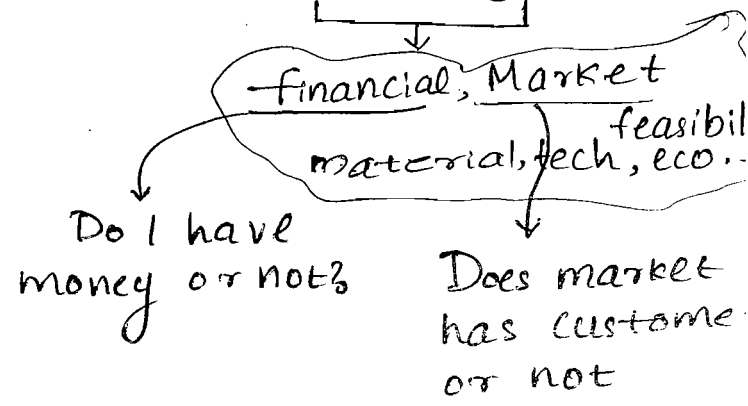 financial, Market
feasibil
material, tech, eco..
Do I have
money or not?
Does market
has custome
or not